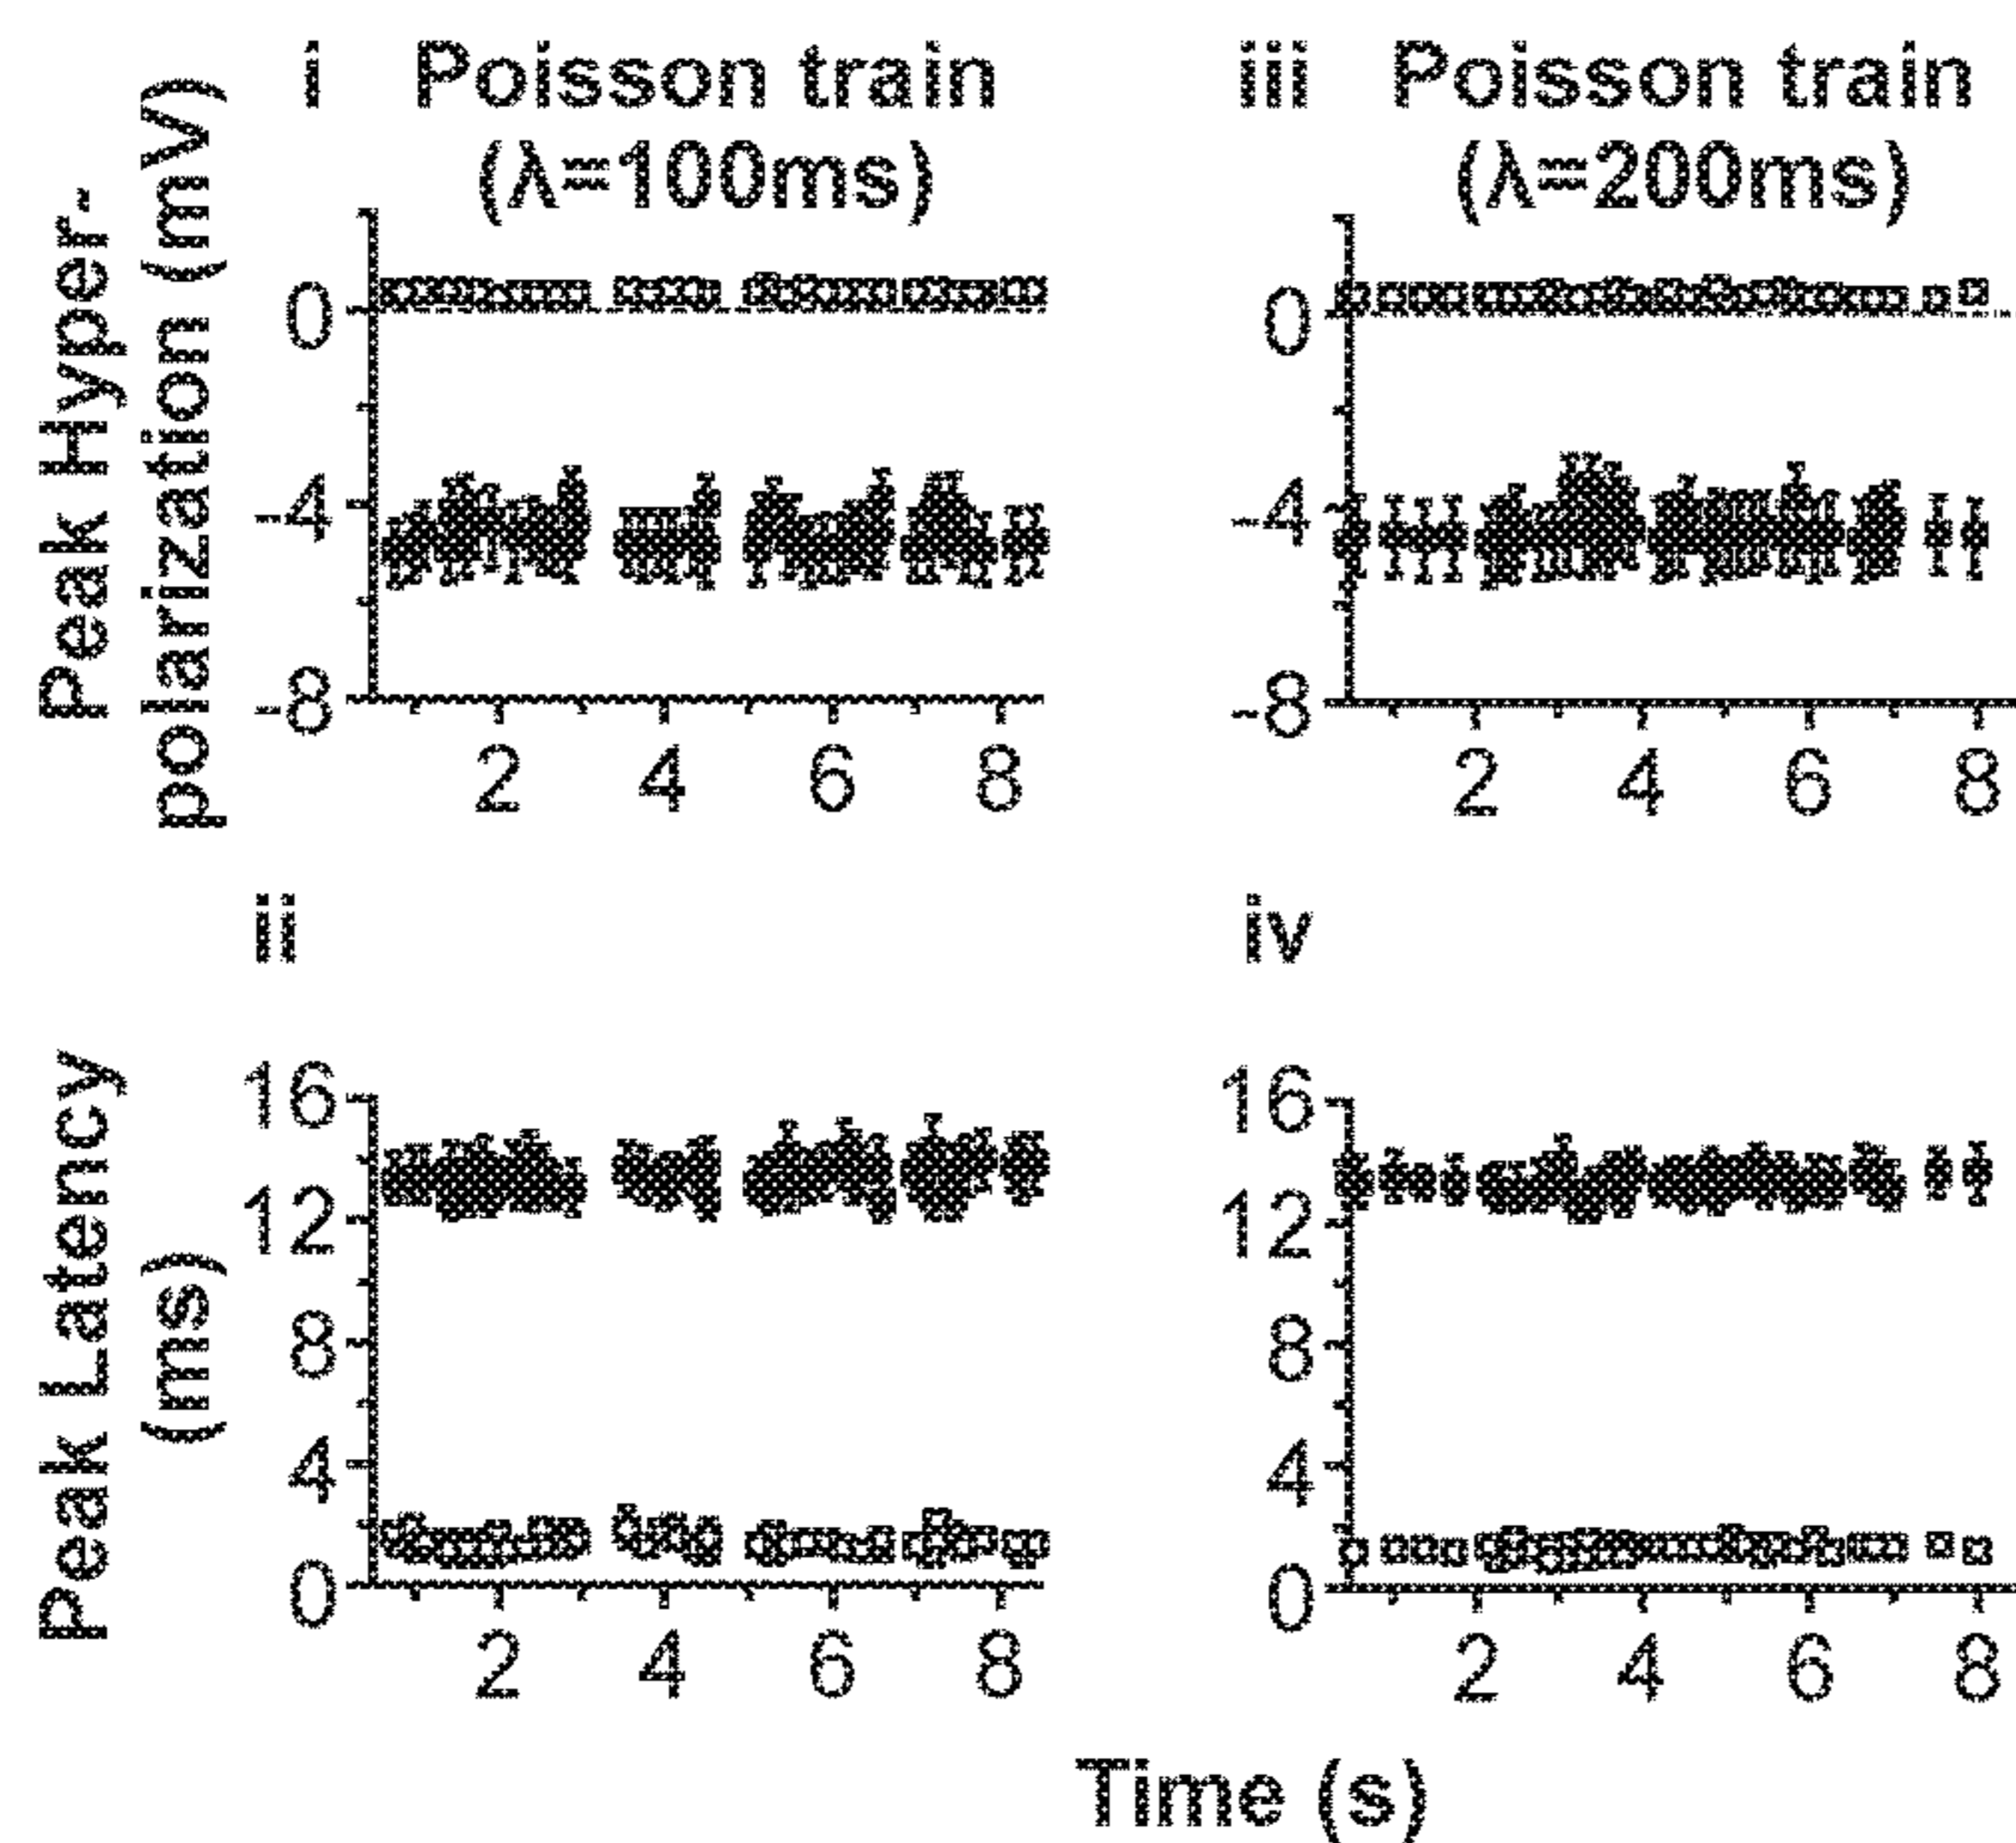 i Poisson train
(λ=100ms)
iii Poisson train
(λ=200ms)
Peak Hyper-
polarization (mV)
0
-4
-8
2 4 6 8
0
-4
-8
2 4 6 8
ii
iv
Peak Latency
(ms)
16
12
8
4
0
2 4 6 8
16
12
8
4
0
2 4 6 8
Time (s)